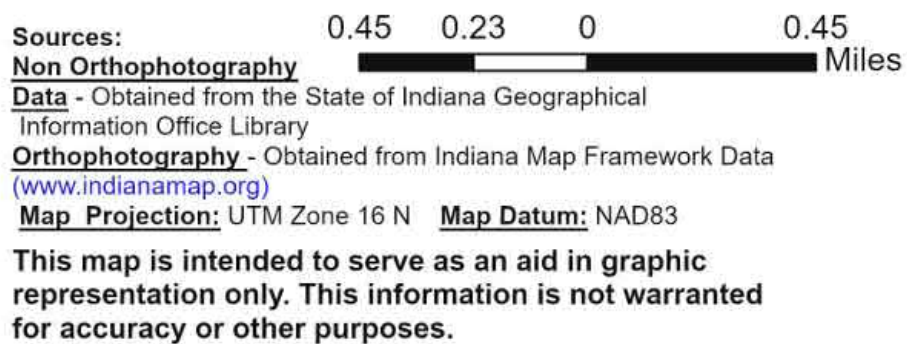 0.45 0.23 0 0.45
Sources:
Miles
Non Orthophotography
Data - Obtained from the State of Indiana Geographical
Information Office Library
Orthophotography - Obtained from Indiana Map Framework Data
(www.indianamap.org)
Map Projection: UTM Zone 16 N Map Datum: NAD83
This map is intended to serve as an aid in graphic
representation only. This information is not warranted
for accuracy or other purposes.